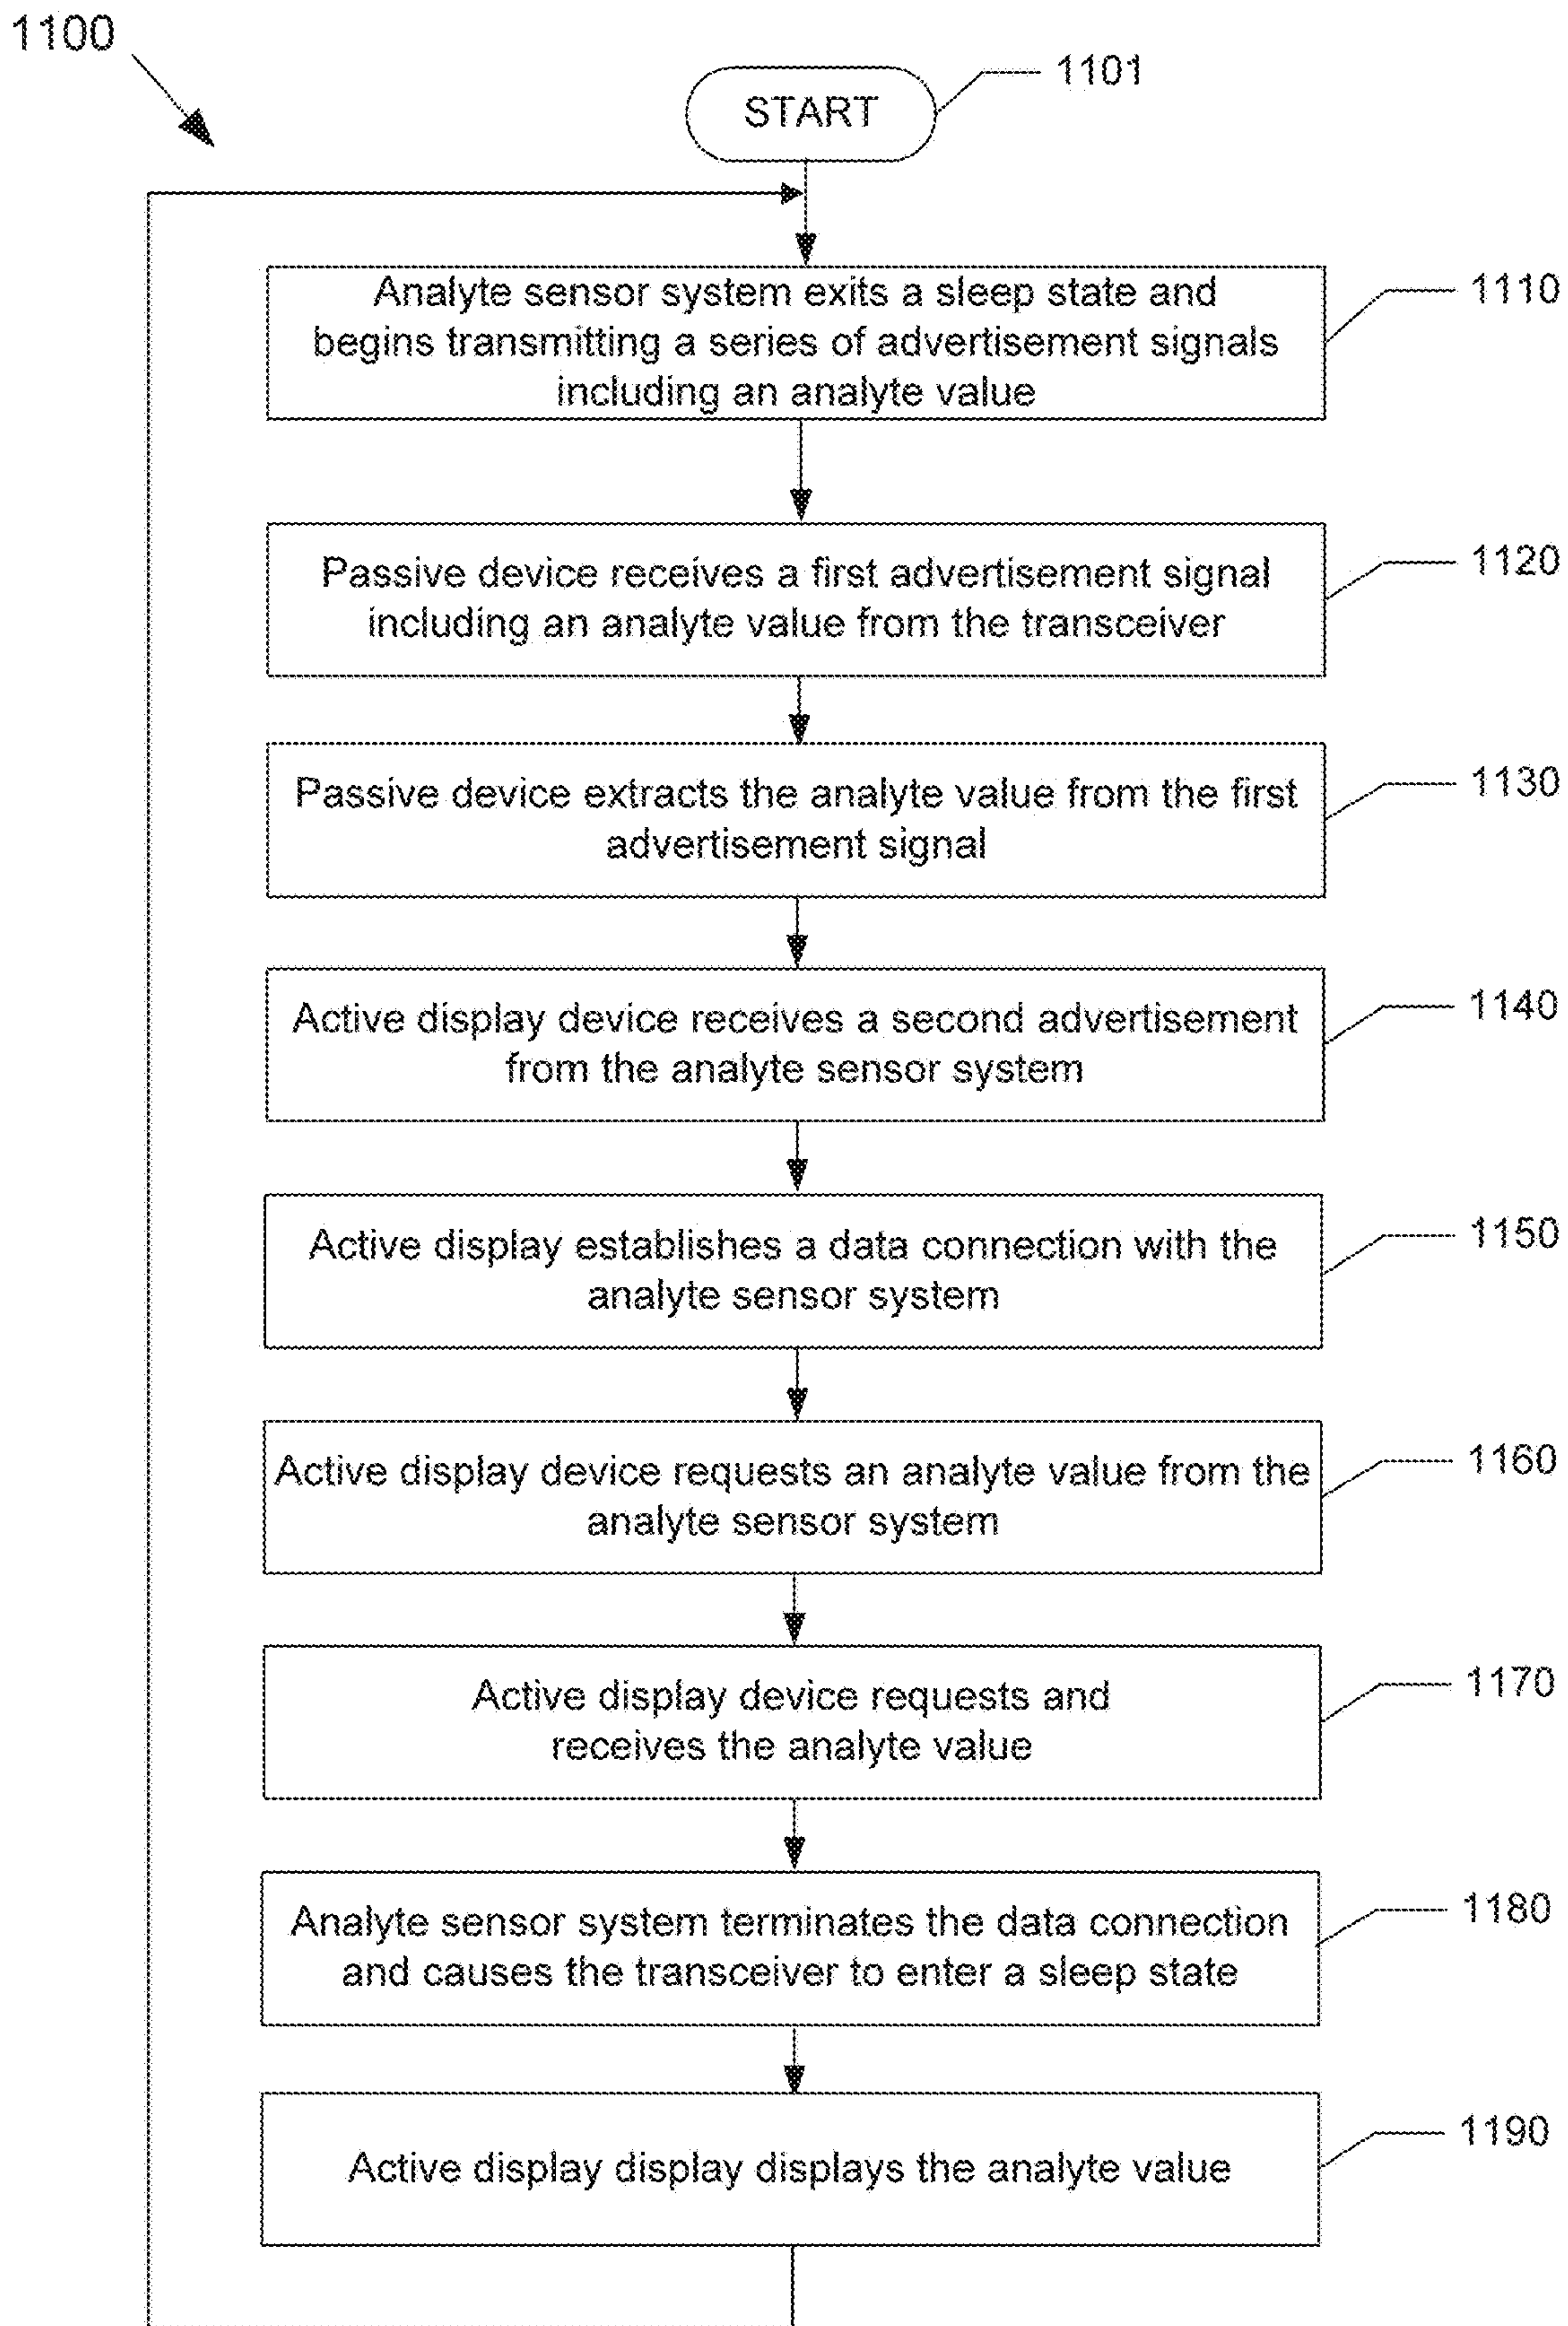 1100
START
1101
Analyte sensor system exits a sleep state and
begins transmitting a series of advertisement signals
including an analyte value
1110
Passive device receives a first advertisement signal
including an analyte value from the transceiver
1120
Passive device extracts the analyte value from the first
advertisement signal
1130
Active display device receives a second advertisement
from the analyte sensor system
1140
Active display establishes a data connection with the
analyte sensor system
1150
Active display device requests an analyte value from the
analyte sensor system
1160
Active display device requests and
receives the analyte value
1170
Analyte sensor system terminates the data connection
and causes the transceiver to enter a sleep state
1180
Active display display displays the analyte value
1190